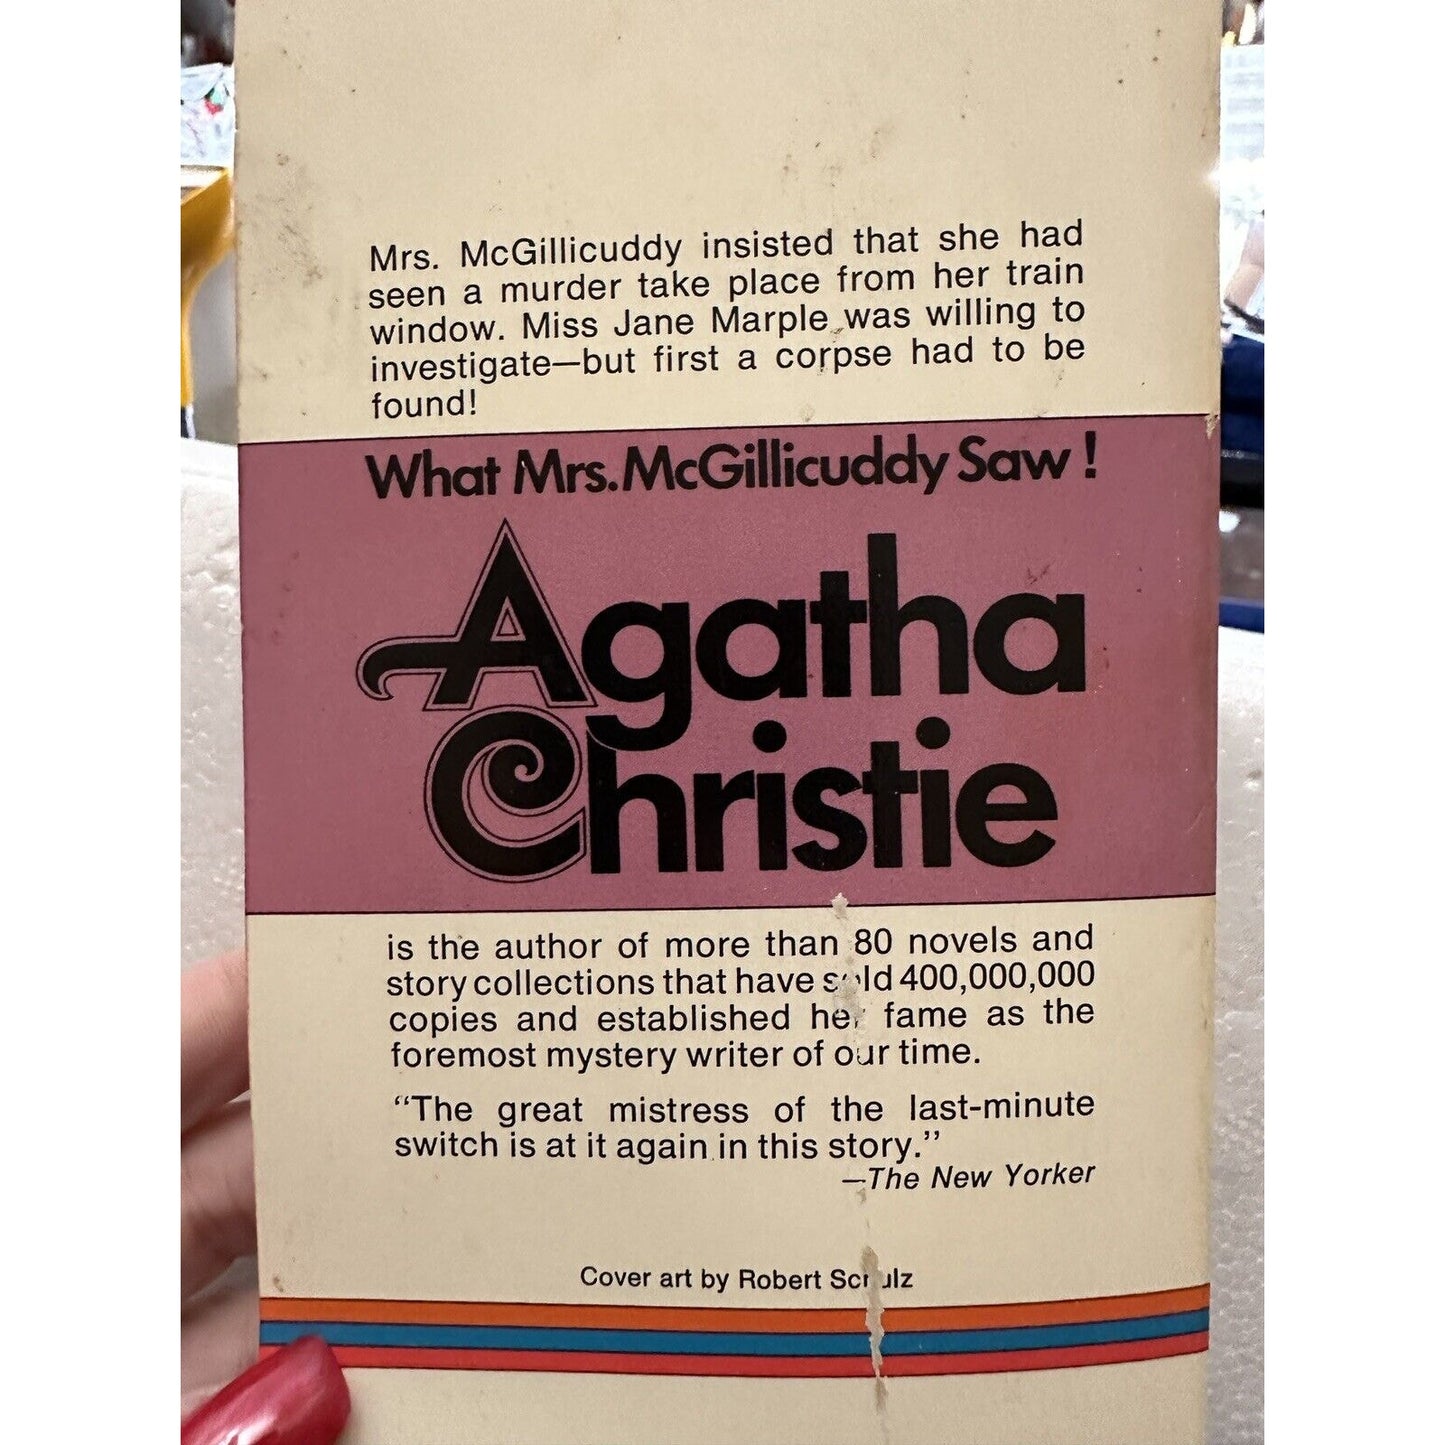 Mrs. McGillicuddy insisted that she had
seen a murder take place from her train
window. Miss Jane Marple was willing to
investigate—but first a corpse had to be
found!
What Mrs. McGillicuddy Saw!
Agatha
Christie
is the author of more than 80 novels and
story collections that have sold 400,000,000
copies and established her fame as the
foremost mystery writer of our time.
“The great mistress of the last-minute
switch is at it again in this story.”
—The New Yorker
Cover art by Robert Schulz